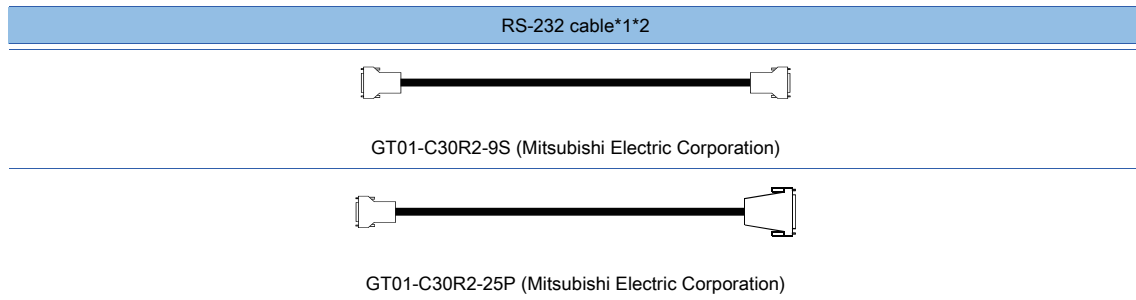 RS-232 cable*1*2
GT01-C30R2-9S (Mitsubishi Electric Corporation)
GT01-C30R2-25P (Mitsubishi Electric Corporation)